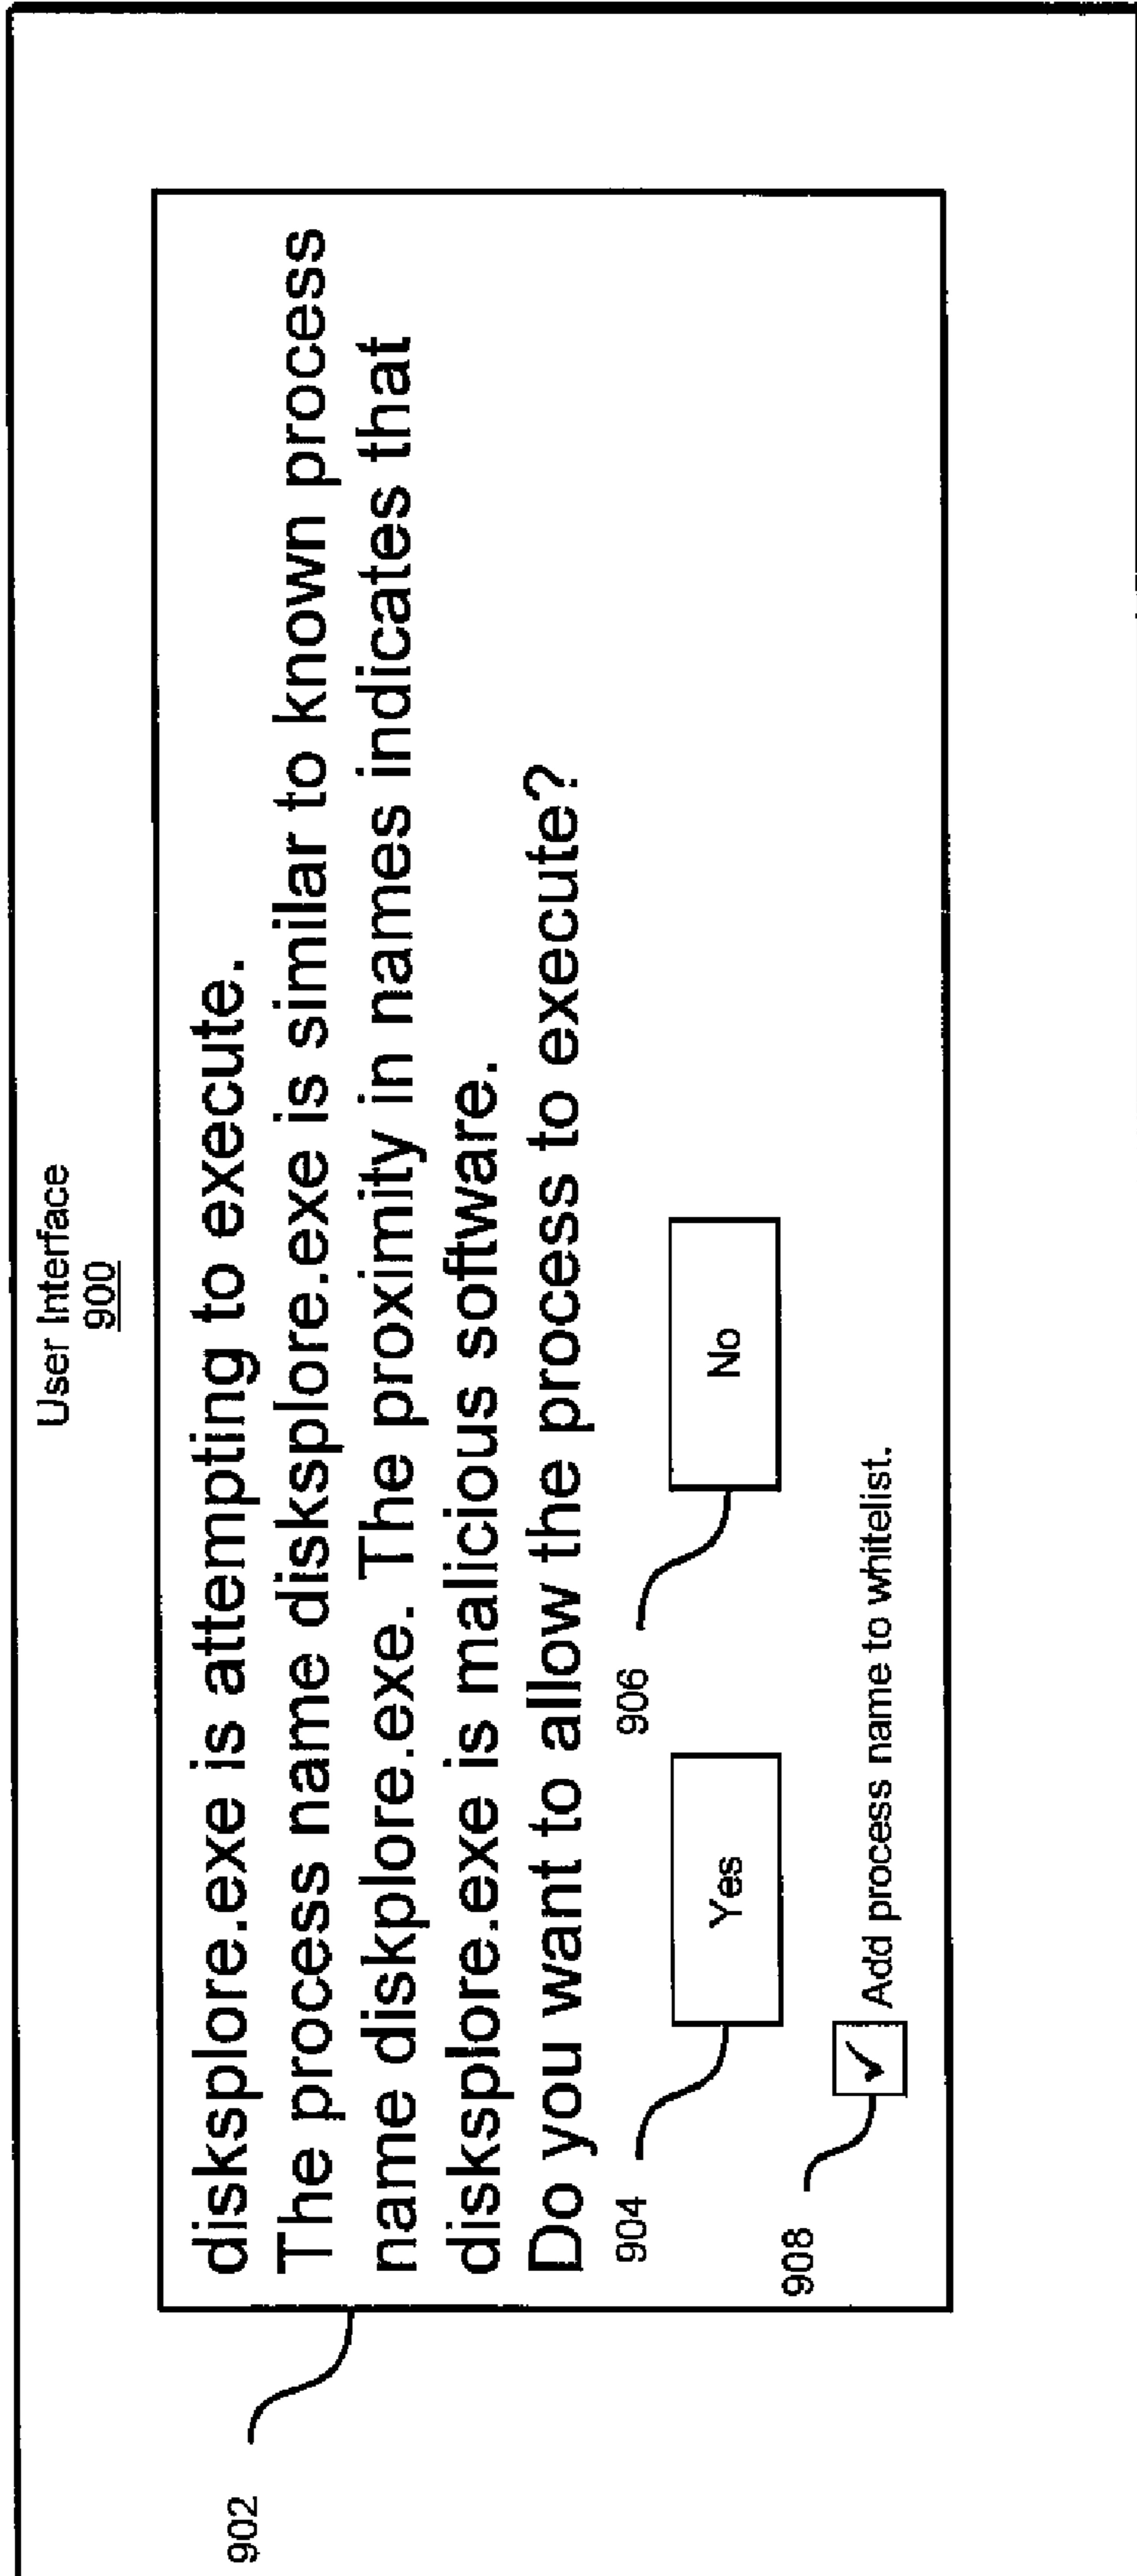 User Interface
900
902
disksplore.exe is attempting to execute.
The process name disksplore.exe is similar to known process
name diskplore.exe. The proximity in names indicates that
disksplore.exe is malicious software.
Do you want to allow the process to execute?
904
Yes
906
No
908
Add process name to whitelist.